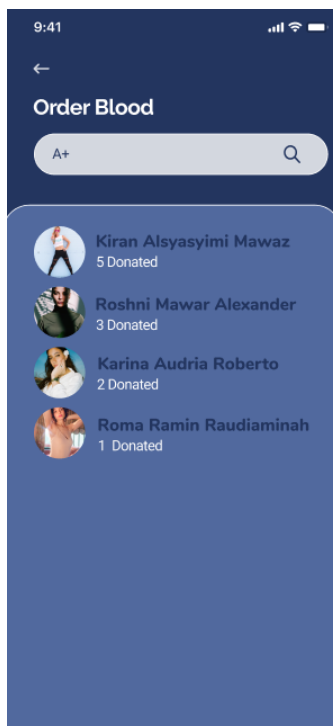 9:41
Order Blood
A+
Kiran Alsyasyimi Mawaz
5 Donated
Roshni Mawar Alexander
3 Donated
Karina Audria Roberto
2 Donated
Roma Ramin Raudiaminah
1 Donated